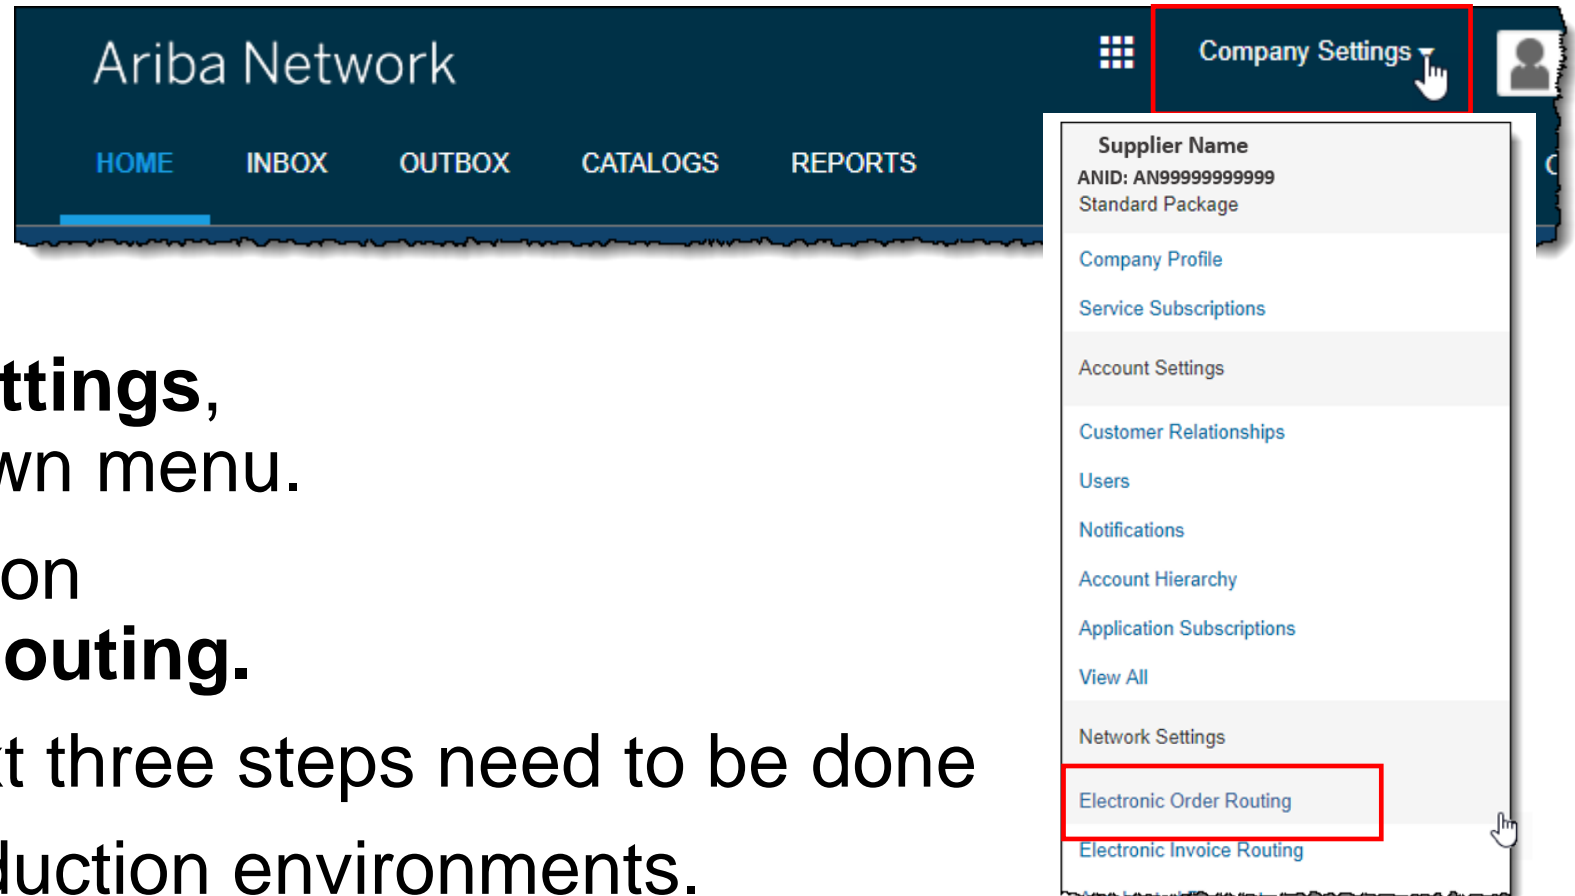 Ariba Network
Company Settings
HOME INBOX OUTBOX CATALOGS REPORTS
Supplier Name
ANID: AN99999999999
Standard Package
Company Profile
Service Subscriptions
Account Settings
Customer Relationships
Users
Notifications
Account Hierarchy
Application Subscriptions
View All
Network Settings
Electronic Order Routing
Electronic Invoice Routing
ttings,
wn menu.
on
outing.
t three steps need to be done
duction environments.